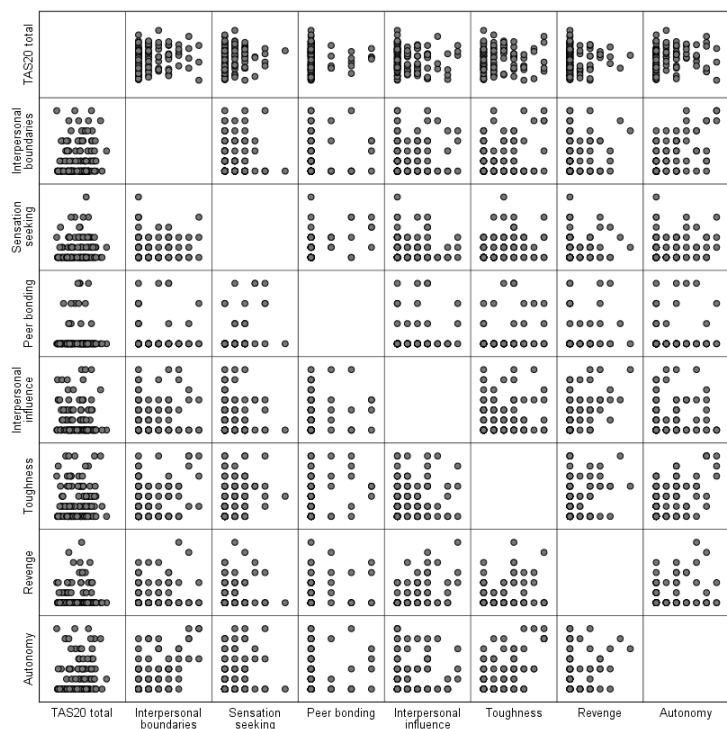 TAS20 total
Interpersonal
boundaries
Sensation
seeking
Peer bonding
Interpersonal
influence
Toughness
Revenge
Autonomy
TAS20 total
Interpersonal
boundaries
Sensation
seeking
Peer bonding
Interpersonal
influence
Toughness
Revenge
Autonomy